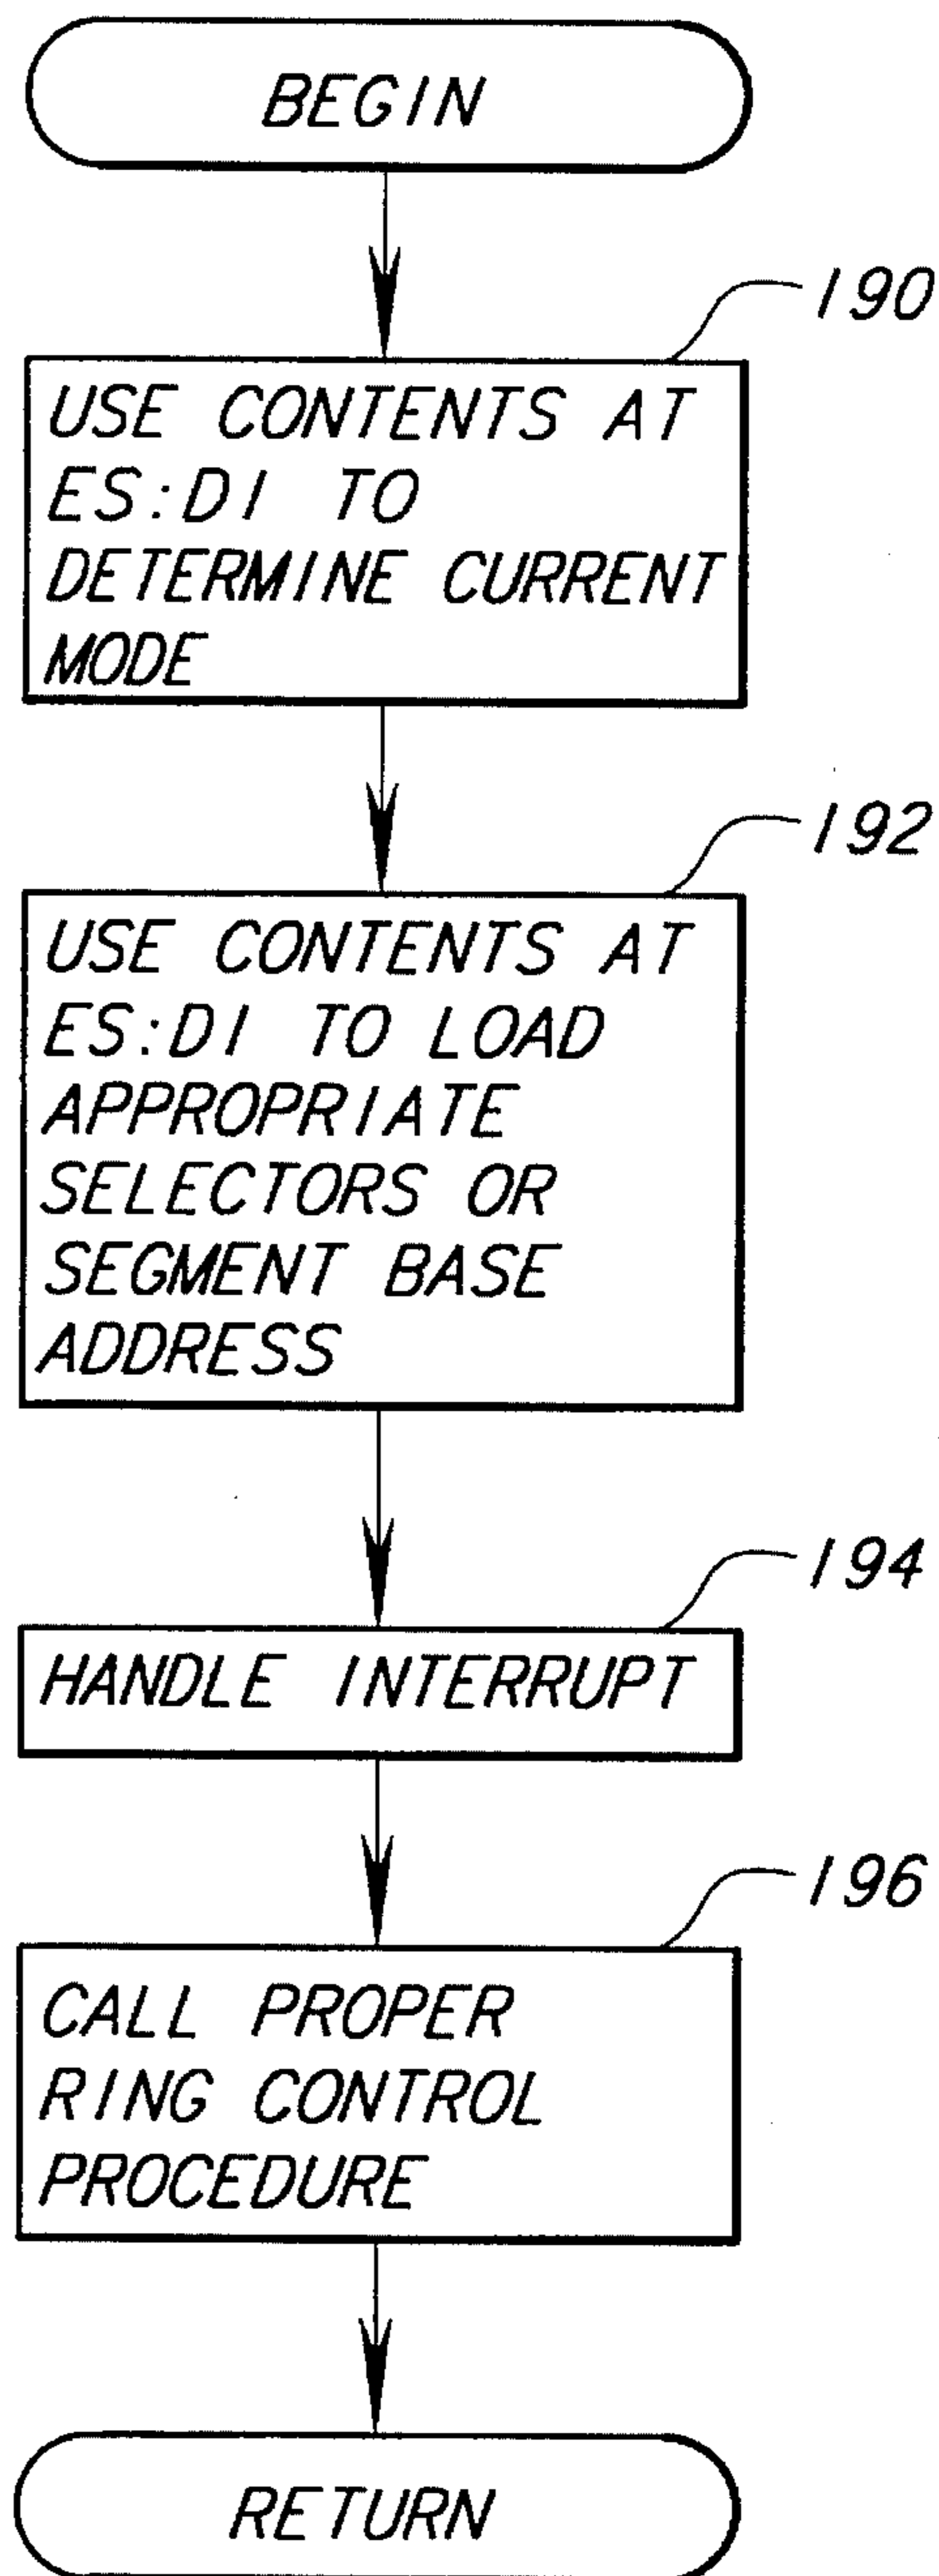 BEGIN
190
USE CONTENTS AT
ES:DI TO
DETERMINE CURRENT
MODE
192
USE CONTENTS AT
ES:DI TO LOAD
APPROPRIATE
SELECTORS OR
SEGMENT BASE
ADDRESS
194
HANDLE INTERRUPT
196
CALL PROPER
RING CONTROL
PROCEDURE
RETURN